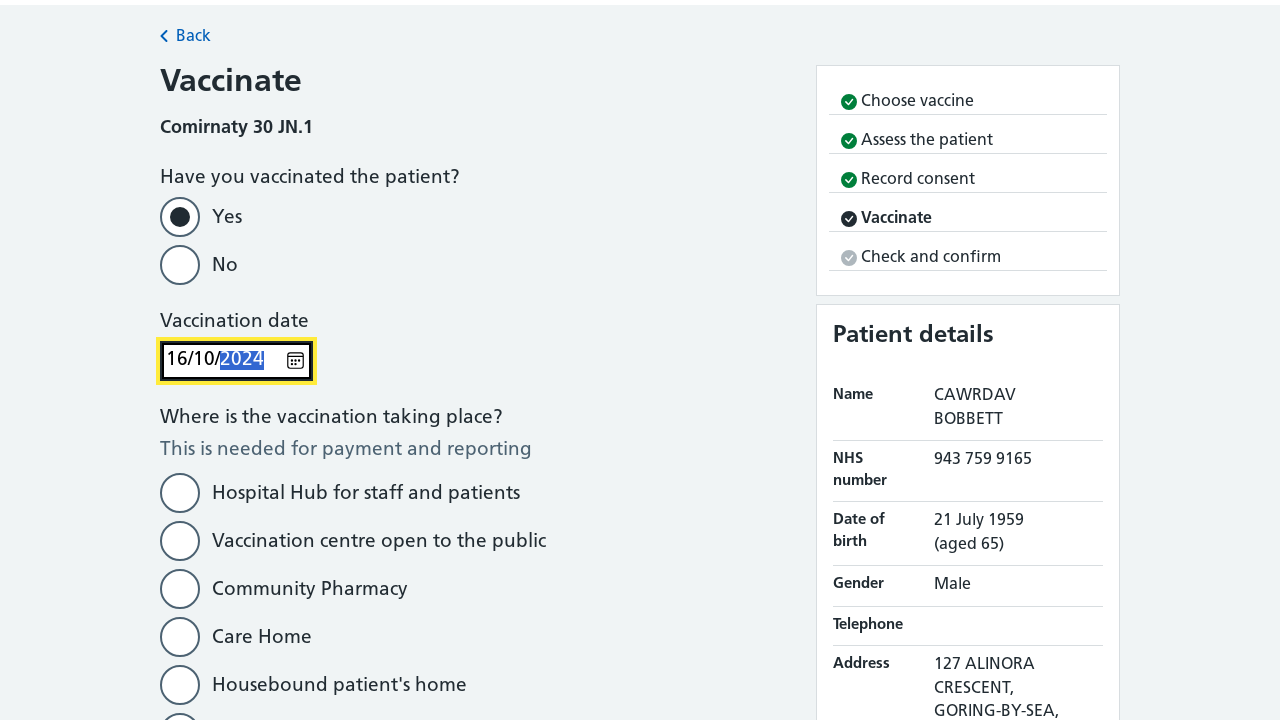 Back
Vaccinate
Comirnaty 30 JN.1
Have you vaccinated the patient?
Yes
No
Vaccination date
16/10/2024
Where is the vaccination taking place?
This is needed for payment and reporting
Hospital Hub for staff and patients
Vaccination centre open to the public
Community Pharmacy
Care Home
Housebound patient's home
Choose vaccine
Assess the patient
Record consent
Vaccinate
Check and confirm
Patient details
Name CAWRDAV
BOBBETT
NHS 943 759 9165
number
Date of 21 July 1959
birth (aged 65)
Gender Male
Telephone
Address 127 ALINORA
CRESCENT,
GORING-BY-SEA,